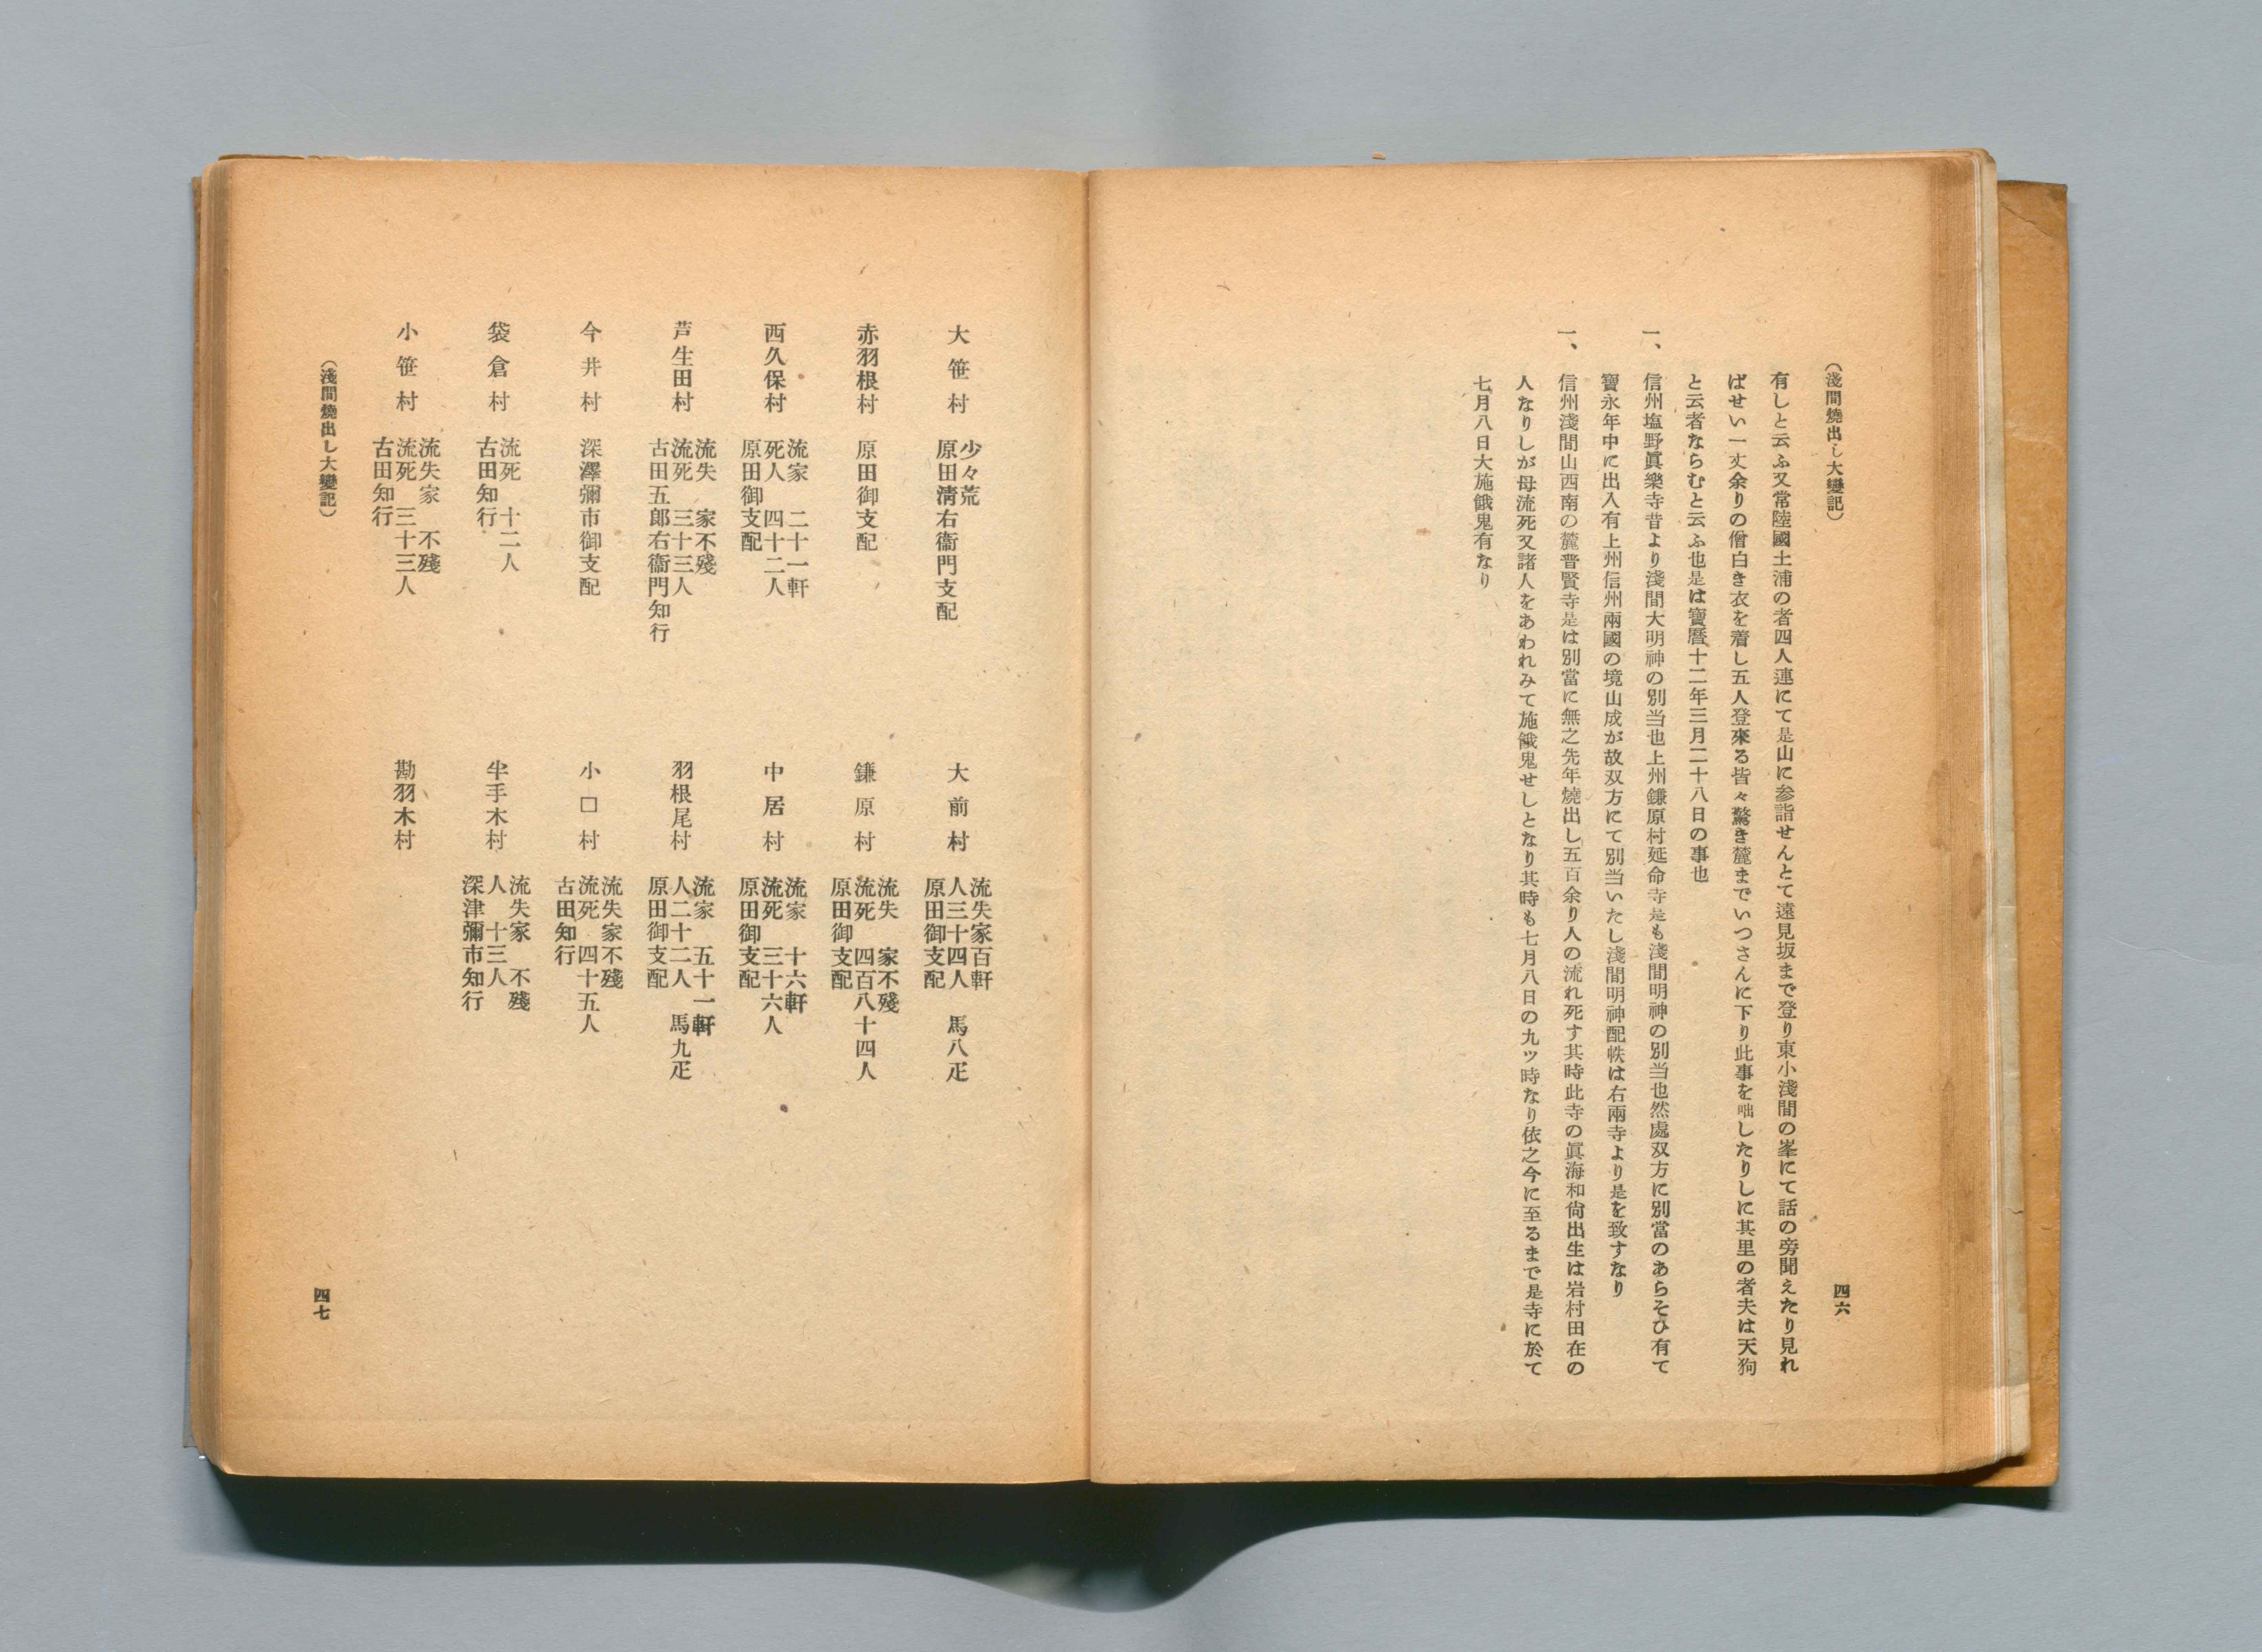 （淺間燒出し大變記）
四六
有しと云ふ又常陸國土浦の者四人連にて是山に参詣せんとて遠見坂まで登り東小淺間の峯にて話の旁聞えたり見れ
ばせい一丈余りの僧白き衣を着し五人登來る皆々驚き麓までいつさんに下り此事を咄したりしに其里の者夫は天狗
と云者ならむと云ふ也是は寶曆十二年三月二十八日の事也
一、信州塩野眞樂寺昔より淺間大明神の別当也上州鎌原村延命寺是も淺間明神の別当也然處双方に別當のあらそひ有て
寶永年中に出入有上州信州兩國の境山成が故双方にて別当いたし淺間明神配帙は右兩寺より是を致すなり
一、信州淺間山西南の麓普賢寺是は別當に無之先年燒出し五百余り人の流れ死す其時此寺の眞海和尙出生は岩村田在の
人なりしが母流死又諸人をあわれみて施餓鬼せしとなり其時も七月八日の九ツ時なり依之今に至るまで是寺に於て
七月八日大施餓鬼有なり
大笹村
少々荒
原田淸右衞門支配
大前村
流失家百軒
人三十四人　馬八疋
原田御支配
赤羽根村
原田御支配
鎌原村
流失　家不殘
流死　四百八十四人
原田御支配
西久保村
流家　二十一軒
死人　四十二人
原田御支配
中居村
流家　十六軒
流死　三十六人
原田御支配
芦生田村
流失　家不殘
流死　三十三人
古田五郎右衞門知行
羽根尾村
流家　五十一軒
人二十二人　馬九疋
原田御支配
今井村
深澤彌市御支配
小口村
流失家不殘
流死　四十五人
古田知行
袋倉村
流死　十二人
古田知行
半手木村
流失家　不殘
人　十三人
深津彌市知行
小笹村
流失家　不殘
流死　三十三人
古田知行
勘羽木村
（淺間燒出し大變記）
四七